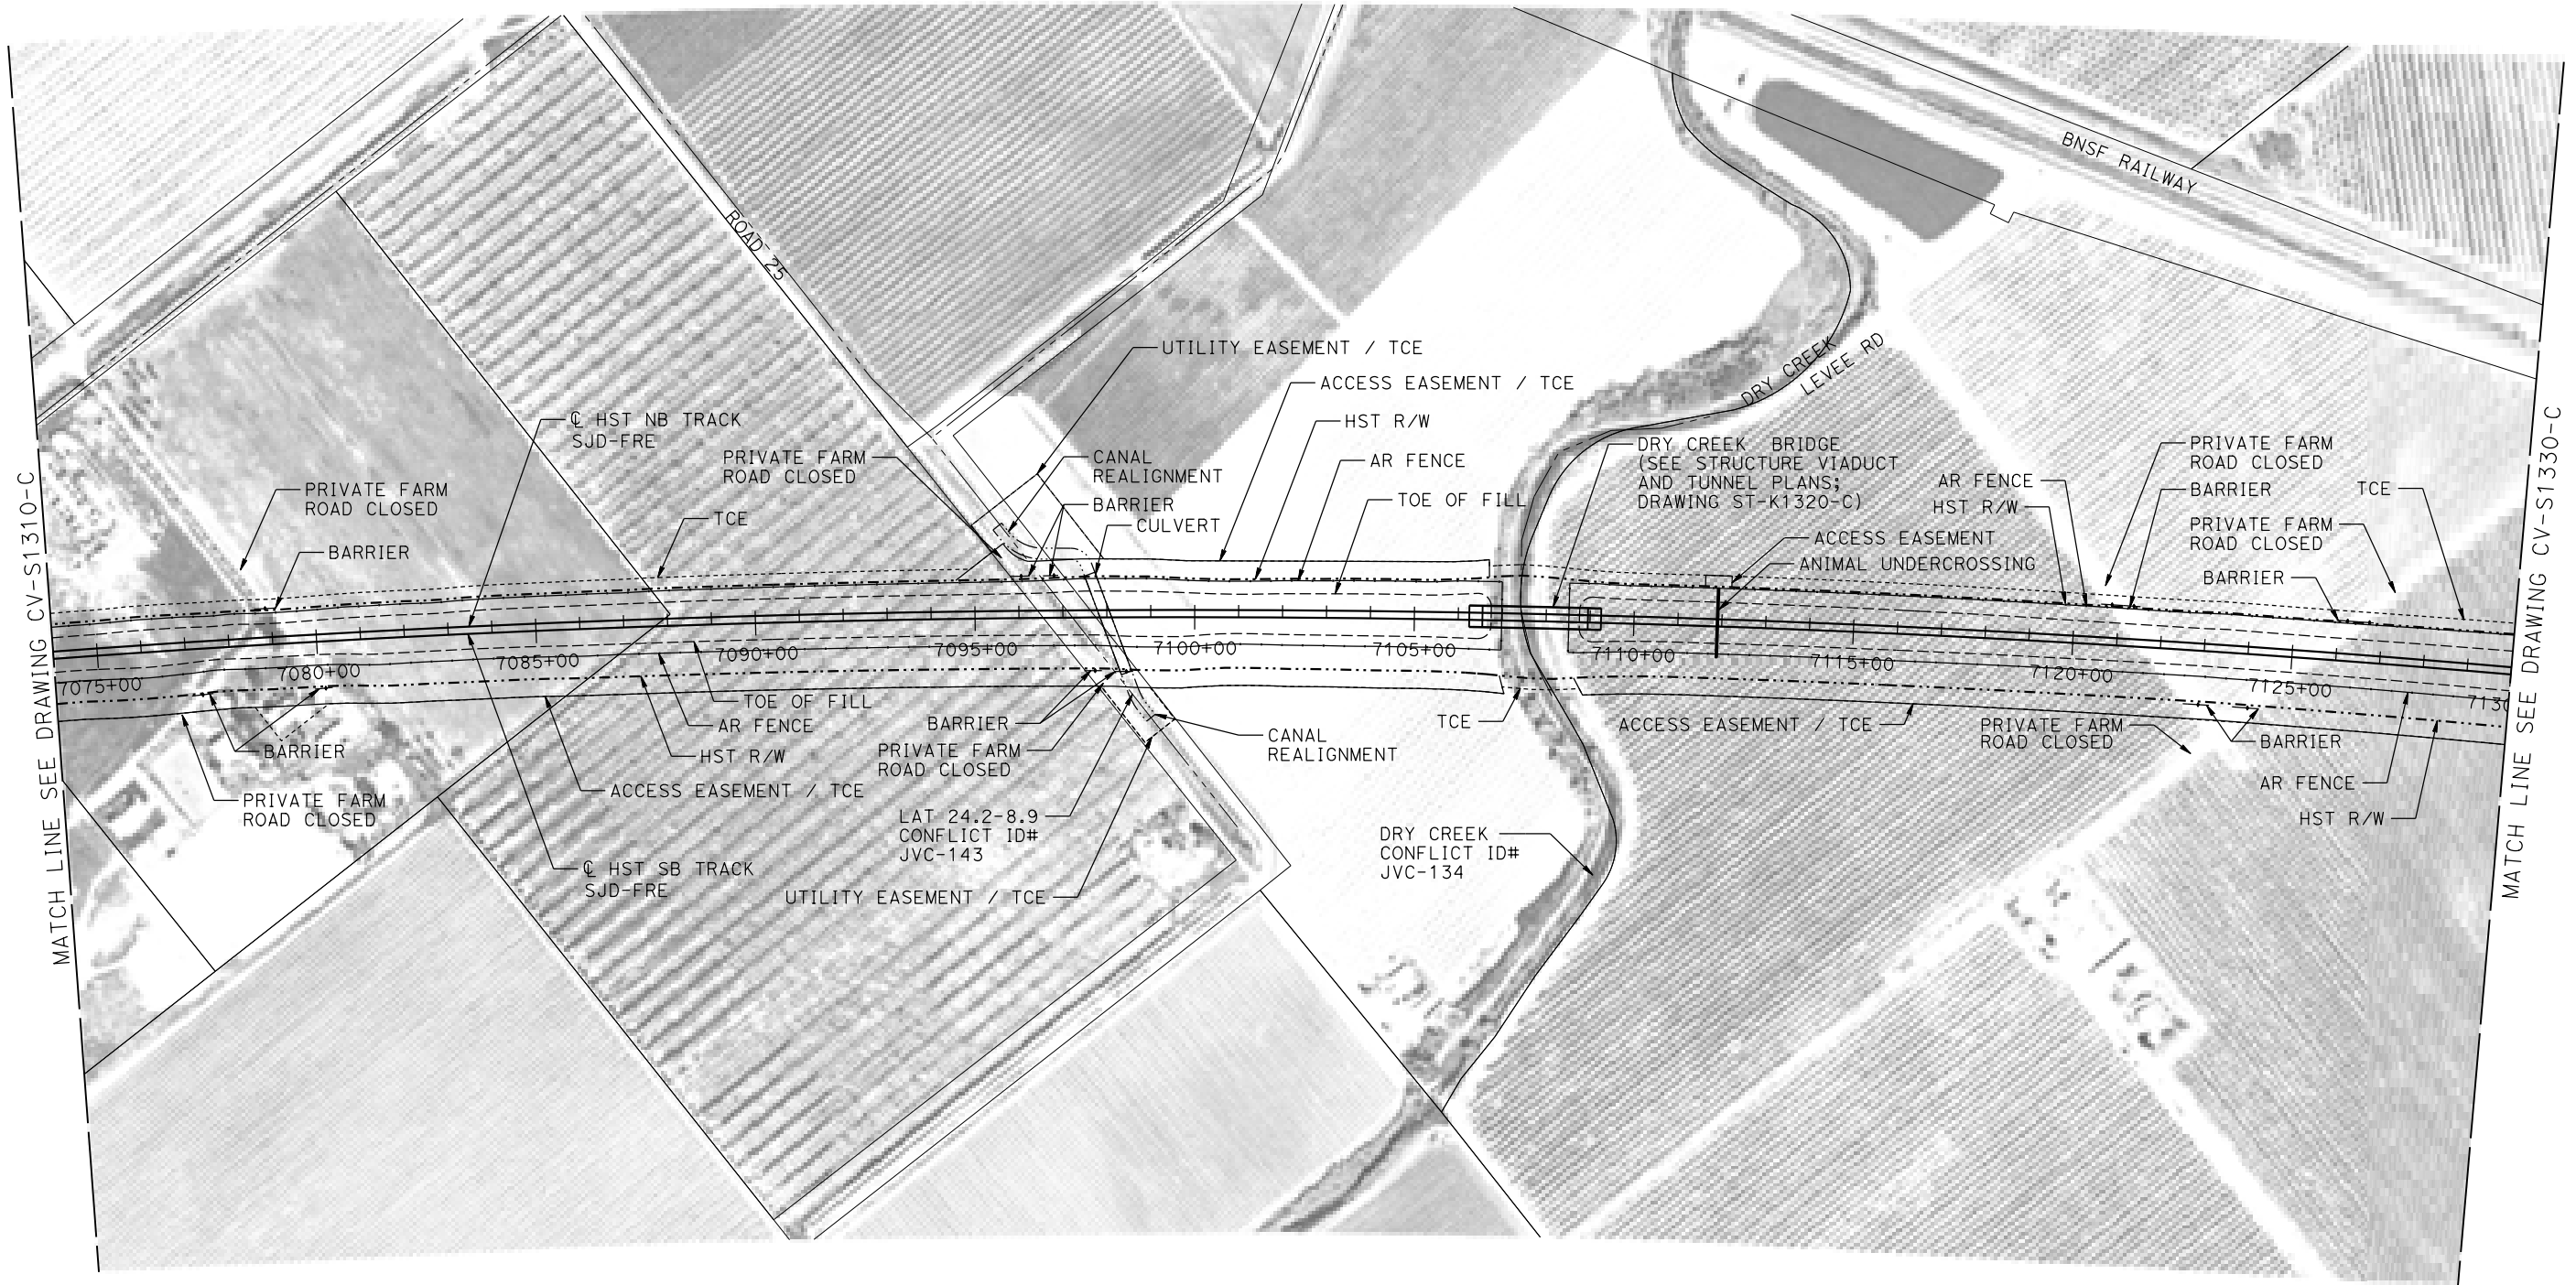 BNSF RAILWAY
ROAD 25
UTILITY EASEMENT / TCE
ACCESS EASEMENT / TCE
HST R/W
AR FENCE
TOE OF FILL
DRY CREEK
LEVEE RD
℄ HST NB TRACK
SJD-FRE
PRIVATE FARM
ROAD CLOSED
CANAL
REALIGNMENT
BARRIER
CULVERT
DRY CREEK BRIDGE
(SEE STRUCTURE VIADUCT
AND TUNNEL PLANS;
DRAWING ST-K1320-C)
AR FENCE
HST R/W
PRIVATE FARM
ROAD CLOSED
BARRIER
TCE
PRIVATE FARM
ROAD CLOSED
BARRIER
PRIVATE FARM
ROAD CLOSED
BARRIER
TCE
ACCESS EASEMENT
ANIMAL UNDERCROSSING
MATCH LINE SEE DRAWING CV-S1310-C
MATCH LINE SEE DRAWING CV-S1330-C
7075+00
7080+00
7085+00
7090+00
7095+00
7100+00
7105+00
7110+00
7115+00
7120+00
7125+00
7130
BARRIER
PRIVATE FARM
ROAD CLOSED
TOE OF FILL
AR FENCE
HST R/W
ACCESS EASEMENT / TCE
℄ HST SB TRACK
SJD-FRE
BARRIER
PRIVATE FARM
ROAD CLOSED
LAT 24.2-8.9
CONFLICT ID#
JVC-143
UTILITY EASEMENT / TCE
CANAL
REALIGNMENT
TCE
DRY CREEK
CONFLICT ID#
JVC-134
ACCESS EASEMENT / TCE
PRIVATE FARM
ROAD CLOSED
BARRIER
AR FENCE
HST R/W